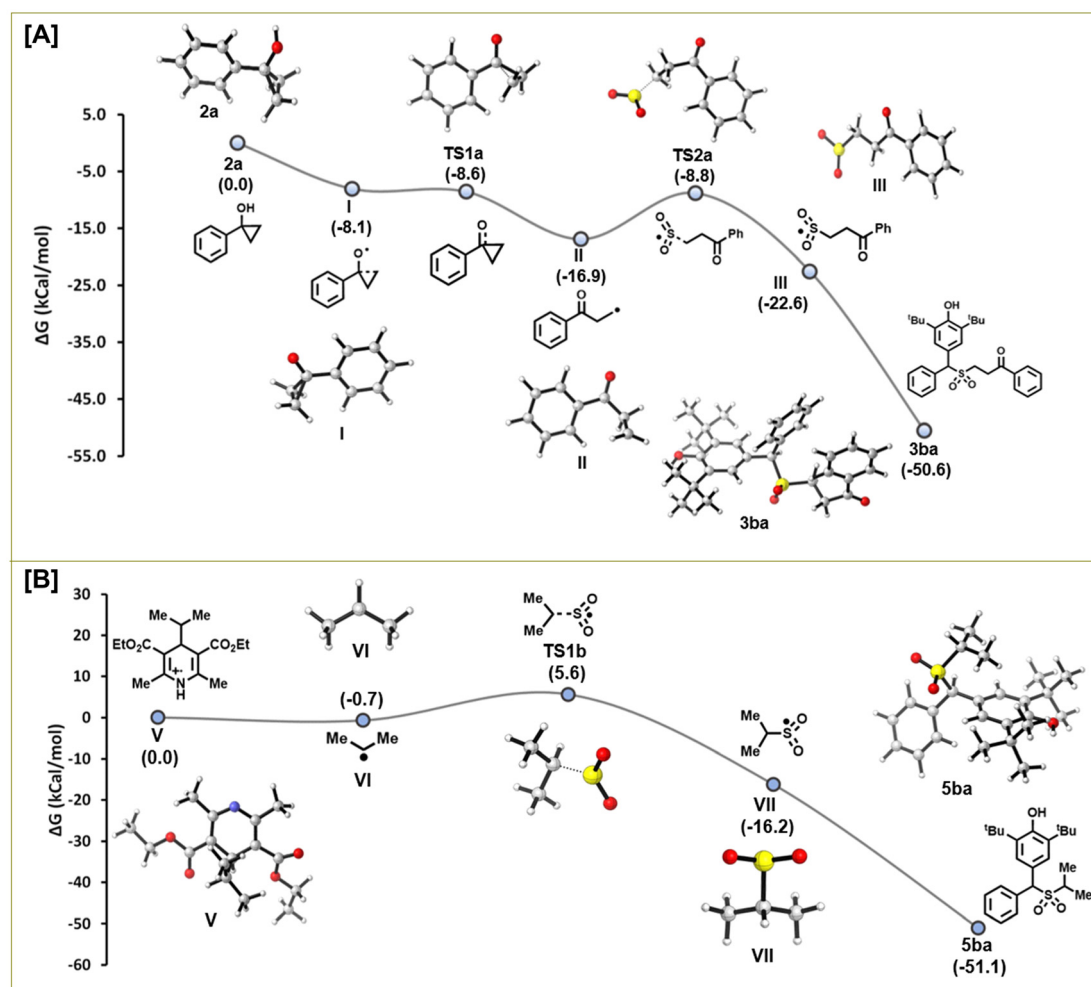 [A]
2a
TS1a
(-8.6)
TS2a
(-8.8)
III
5.0
-5.0
-15.0
-25.0
-35.0
-45.0
-55.0
ΔG (kCal/mol)
2a
(0.0)
OH
I
(-8.1)
O•
O
II
(-16.9)
O
O
S
O
Ph
O
III
(-22.6)
O
S
O
Ph
O
I
II
OH
tBu
tBu
O
S
O
O
3ba
3ba
(-50.6)
[B]
30
20
10
0
-10
-20
-30
-40
-50
-60
ΔG (kCal/mol)
Me
Me
EtO2C
CO2Et
Me
N
H
Me
V
(0.0)
V
VI
(-0.7)
Me
Me
VI
Me
Me
S
O
O
TS1b
(5.6)
Me
Me
S
O
O
VII
(-16.2)
VII
5ba
OH
tBu
tBu
Me
S
Me
O
O
5ba
(-51.1)